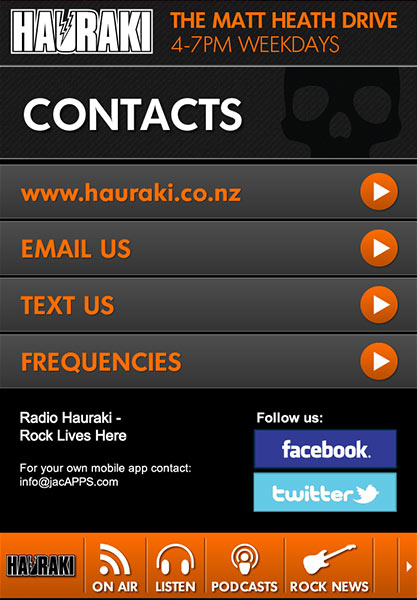 HAURAKI
THE MATT HEATH DRIVE
4-7PM WEEKDAYS
CONTACTS
www.hauraki.co.nz
EMAIL US
TEXT US
FREQUENCIES
Radio Hauraki -
Rock Lives Here
For your own mobile app contact:
info@jacAPPS.com
Follow us:
facebook.
twitter
HAURAKI
ON AIR
LISTEN
PODCASTS
ROCK NEWS